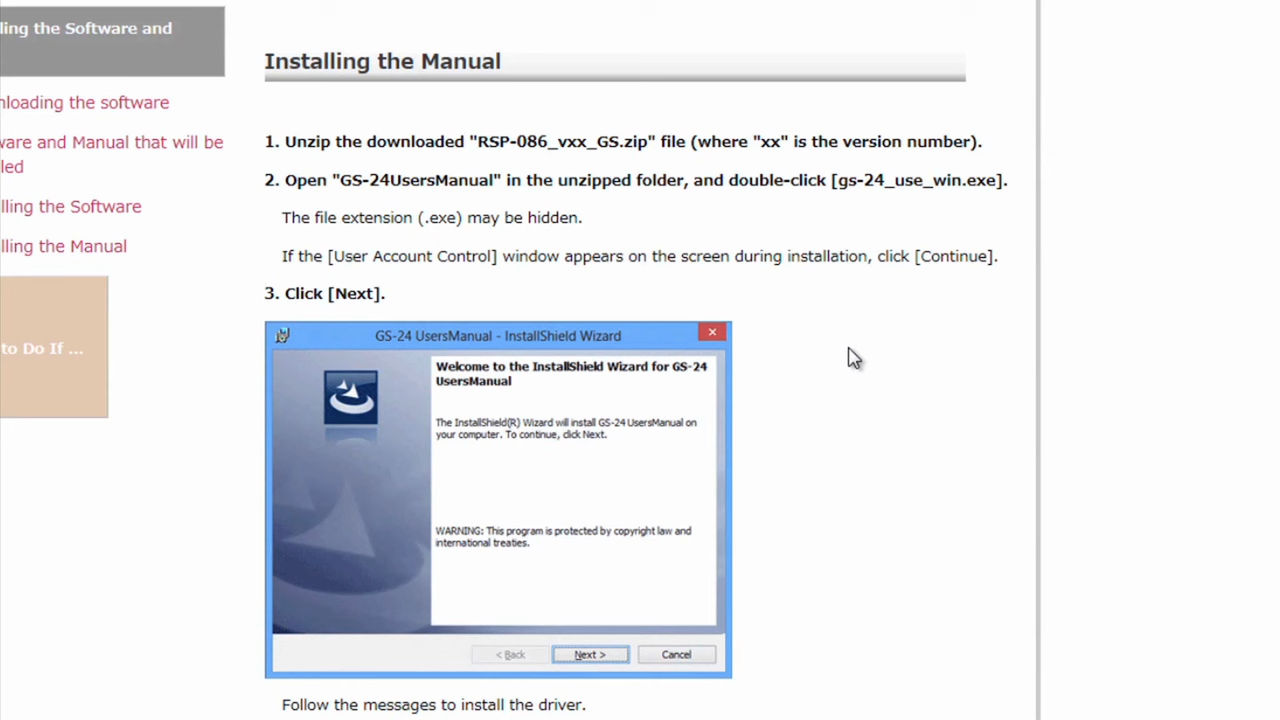 ling the Software and
nloading the software
ware and Manual that will be
led
lling the Software
lling the Manual
to Do If ...
Installing the Manual
1. Unzip the downloaded "RSP-086_vxx_GS.zip" file (where "xx" is the version number).
2. Open "GS-24UsersManual" in the unzipped folder, and double-click [gs-24_use_win.exe].
The file extension (.exe) may be hidden.
If the [User Account Control] window appears on the screen during installation, click [Continue].
3. Click [Next].
GS-24 UsersManual - InstallShield Wizard
Welcome to the InstallShield Wizard for GS-24
UsersManual
The InstallShield(R) Wizard will install GS-24 UsersManual on
your computer. To continue, click Next.
WARNING: This program is protected by copyright law and
international treaties.
< Back Next > Cancel
Follow the messages to install the driver.